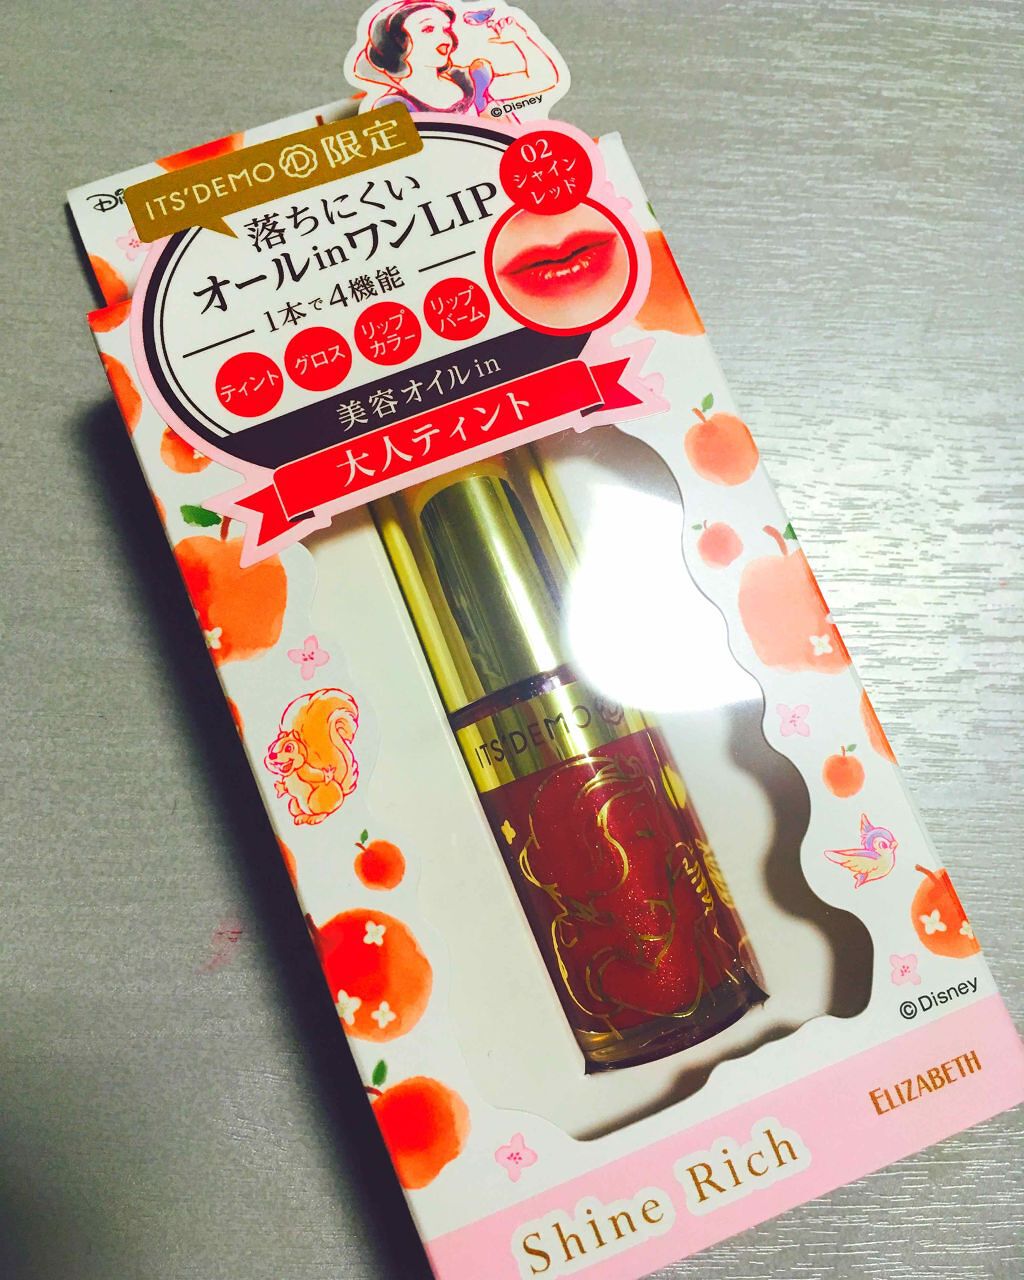 ©Disney
ITS'DEMO 限定
落ちにくい
オールinワンLIP
1本で4機能
ティント
グロス
リップ
カラー
リップ
バーム
02
シャイン
レッド
美容オイルin
大人ティント
ITS'DEMO
©Disney
ELIZABETH
Shine Rich